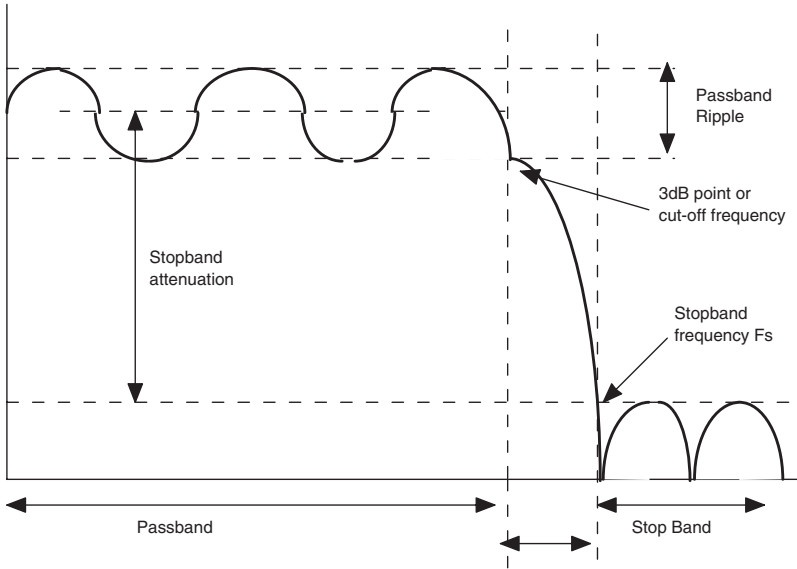 Passband
Ripple
3dB point or
cut-off frequency
Stopband
attenuation
Stopband
frequency Fs
Passband
Stop Band